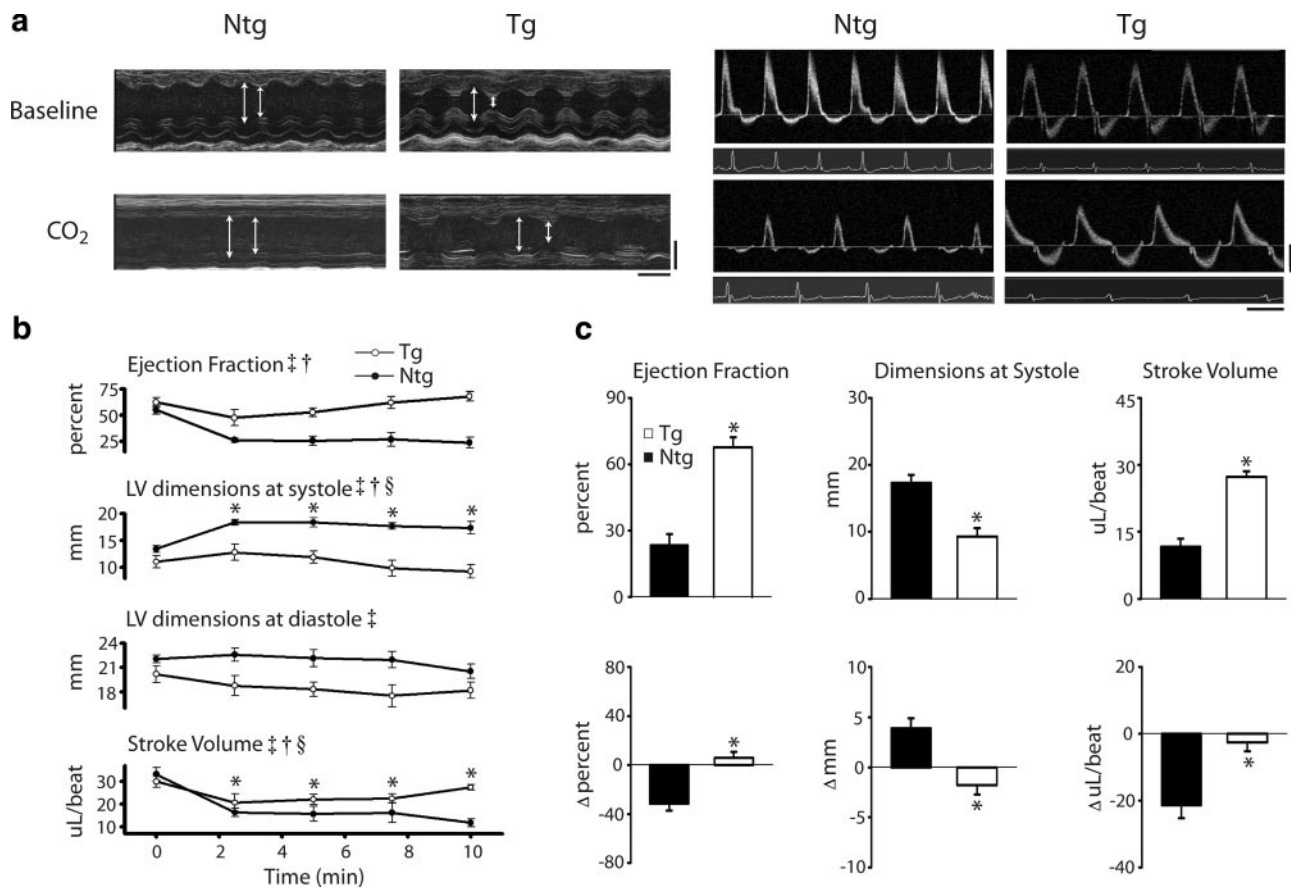 a
Ntg Tg Ntg Tg
Baseline
CO₂
b
Ejection Fraction ‡ †
Tg
Ntg
percent
75
50
25
LV dimensions at systole ‡ † §
mm
20
15
10
* * * *
LV dimensions at diastole ‡
mm
24
21
18
Stroke Volume ‡ † §
uL/beat
30
20
10
* * * *
0 2 4 6 8 10
Time (min)
c
Ejection Fraction
percent
90
60
30
0
Tg
Ntg
*
Dimensions at Systole
mm
30
20
10
0
*
Stroke Volume
uL/beat
45
30
15
0
*
Δ percent
80
40
0
-40
-80
*
Δ mm
10
5
0
-5
-10
*
Δ uL/beat
20
0
-20
-40
*